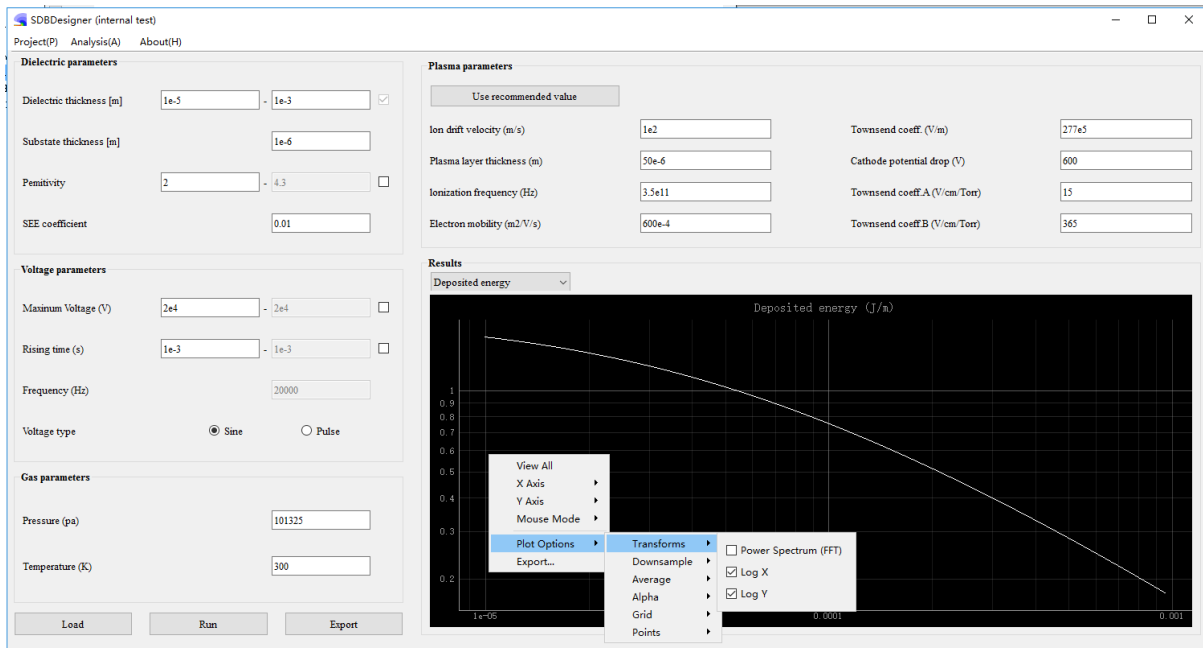 SDBDesigner (internal test)
Project(P) Analysis(A) About(H)
Dielectric parameters
Dielectric thickness [m] 1e-5 - 1e-3
Substate thickness [m] 1e-6
Pemitivity 2 - 4.3
SEE coefficient 0.01
Voltage parameters
Maxinum Voltage (V) 2e4 - 2e4
Rising time (s) 1e-3 - 1e-3
Frequency (Hz) 20000
Voltage type Sine Pulse
Gas parameters
Pressure (pa) 101325
Temperature (K) 300
Load Run Export
Plasma parameters
Use recommended value
Ion drift velocity (m/s) 1e2 Townsend coeff. (V/m) 277e5
Plasma layer thickness (m) 50e-6 Cathode potential drop (V) 600
Ionization frequency (Hz) 3.5e11 Townsend coeff.A (V/cm/Torr) 15
Electron mobility (m2/V/s) 600e-4 Townsend coeff.B (V/cm/Torr) 365
Results
Deposited energy
Deposited energy (J/m)
1
0.9
0.8
0.7
0.6
0.5
0.4
0.3
0.2
1e-05 0.0001 0.001
View All
X Axis
Y Axis
Mouse Mode
Plot Options
Export...
Transforms
Downsample
Average
Alpha
Grid
Points
Power Spectrum (FFT)
Log X
Log Y